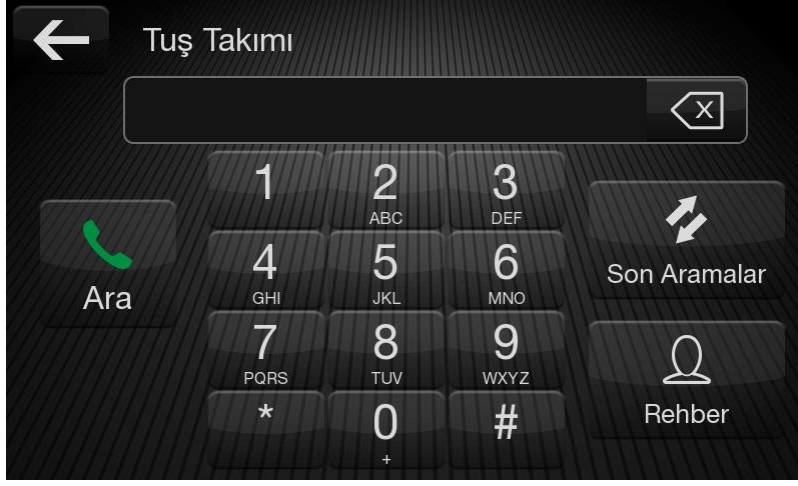 Tuş Takımı
X
1
2
3
ABC
DEF
4
5
6
GHI
JKL
MNO
7
8
9
PQRS
TUV
WXYZ
*
0
#
+
Ara
Son Aramalar
Rehber